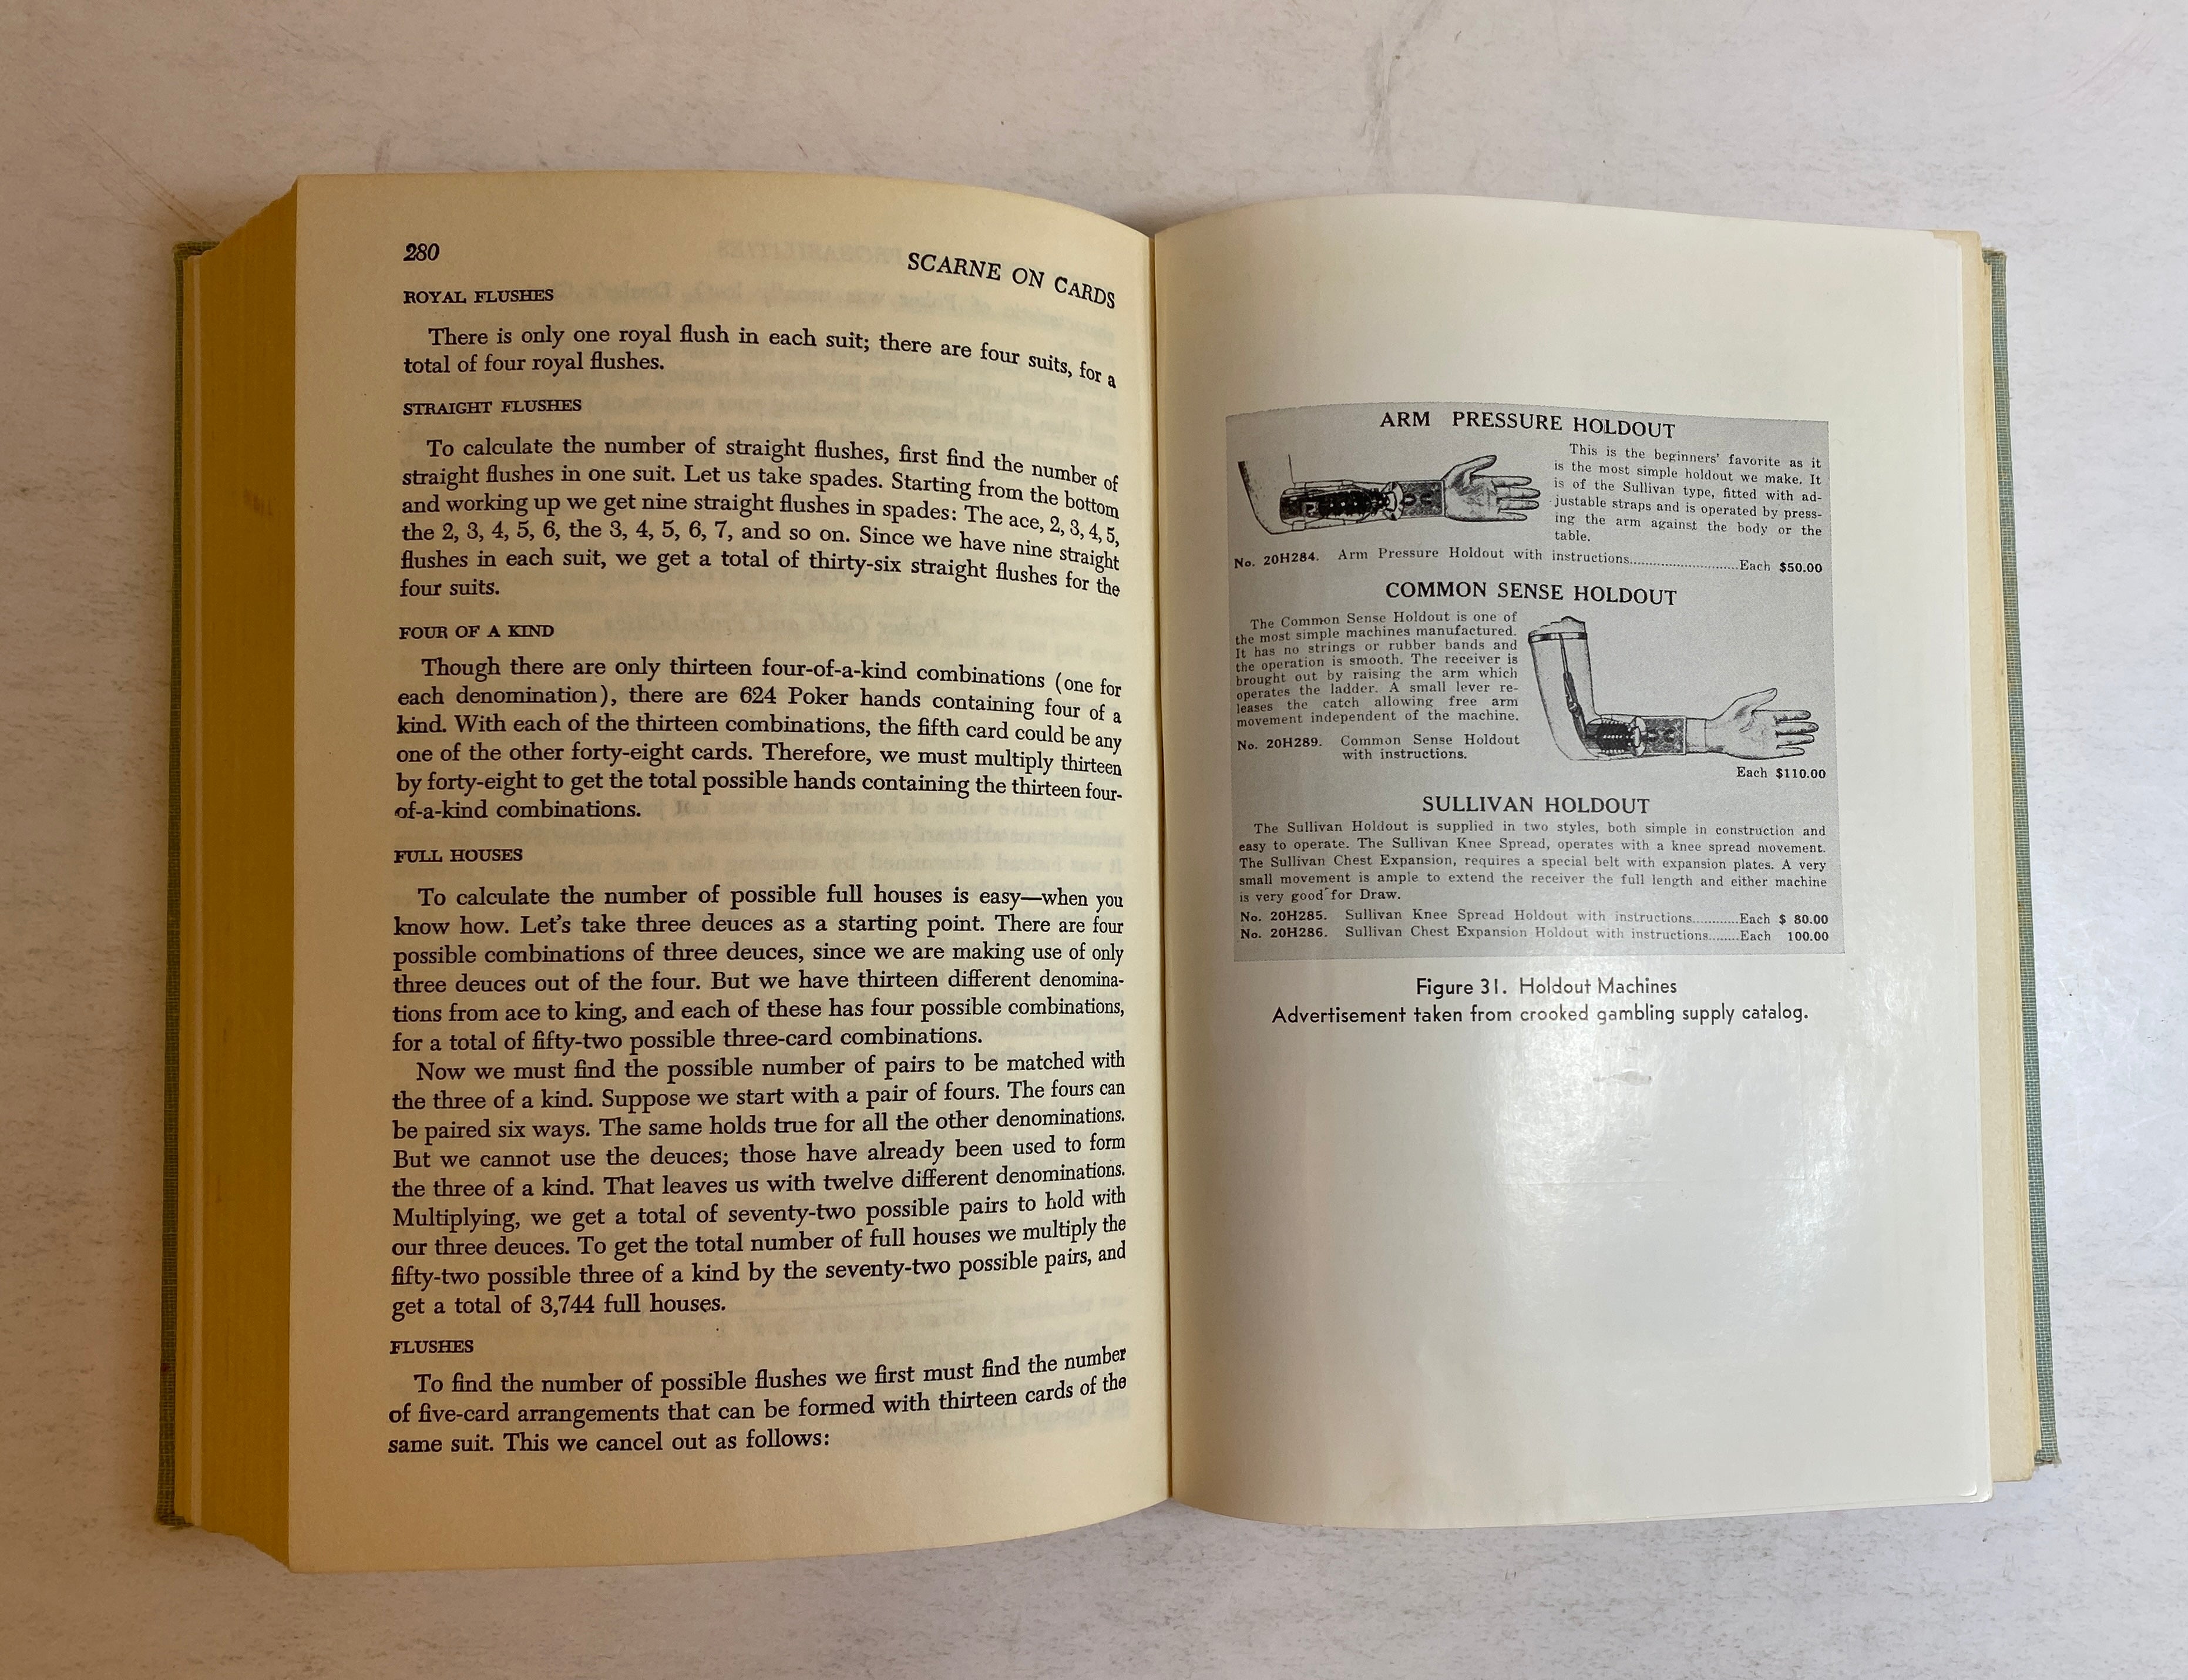 280
SCARNE ON CARDS
ROYAL FLUSHES
There is only one royal flush in each suit; there are four suits, for a
total of four royal flushes.
STRAIGHT FLUSHES
To calculate the number of straight flushes, first find the number of
straight flushes in one suit. Let us take spades. Starting from the bottom
and working up we get nine straight flushes in spades: The ace, 2, 3, 4, 5,
the 2, 3, 4, 5, 6, the 3, 4, 5, 6, 7, and so on. Since we have nine straight
flushes in each suit, we get a total of thirty-six straight flushes for the
four suits.
FOUR OF A KIND
Though there are only thirteen four-of-a-kind combinations (one for
each denomination), there are 624 Poker hands containing four of a
kind. With each of the thirteen combinations, the fifth card could be any
one of the other forty-eight cards. Therefore, we must multiply thirteen
by forty-eight to get the total possible hands containing the thirteen four-
of-a-kind combinations.
FULL HOUSES
To calculate the number of possible full houses is easy—when you
know how. Let's take three deuces as a starting point. There are four
possible combinations of three deuces, since we are making use of only
three deuces out of the four. But we have thirteen different denomina-
tions from ace to king, and each of these has four possible combinations,
for a total of fifty-two possible three-card combinations.
Now we must find the possible number of pairs to be matched with
the three of a kind. Suppose we start with a pair of fours. The fours can
be paired six ways. The same holds true for all the other denominations.
But we cannot use the deuces; those have already been used to form
the three of a kind. That leaves us with twelve different denominations.
Multiplying, we get a total of seventy-two possible pairs to hold with
our three deuces. To get the total number of full houses we multiply the
fifty-two possible three of a kind by the seventy-two possible pairs, and
get a total of 3,744 full houses.
FLUSHES
To find the number of possible flushes we first must find the number
of five-card arrangements that can be formed with thirteen cards of the
same suit. This we cancel out as follows:
ARM PRESSURE HOLDOUT
This is the beginners' favorite as it
is the most simple holdout we make. It
is of the Sullivan type, fitted with ad-
justable straps and is operated by press-
ing the arm against the body or the
table.
No. 20H284. Arm Pressure Holdout with instructions..........................Each $50.00
COMMON SENSE HOLDOUT
The Common Sense Holdout is one of
the most simple machines manufactured.
It has no strings or rubber bands and
the operation is smooth. The receiver is
brought out by raising the arm which
operates the ladder. A small lever re-
leases the catch allowing free arm
movement independent of the machine.
No. 20H289. Common Sense Holdout
with instructions.
Each $110.00
SULLIVAN HOLDOUT
The Sullivan Holdout is supplied in two styles, both simple in construction and
easy to operate. The Sullivan Knee Spread, operates with a knee spread movement.
The Sullivan Chest Expansion, requires a special belt with expansion plates. A very
small movement is ample to extend the receiver the full length and either machine
is very good for Draw.
No. 20H285. Sullivan Knee Spread Holdout with instructions...........Each $ 80.00
No. 20H286. Sullivan Chest Expansion Holdout with instructions........Each 100.00
Figure 31. Holdout Machines
Advertisement taken from crooked gambling supply catalog.